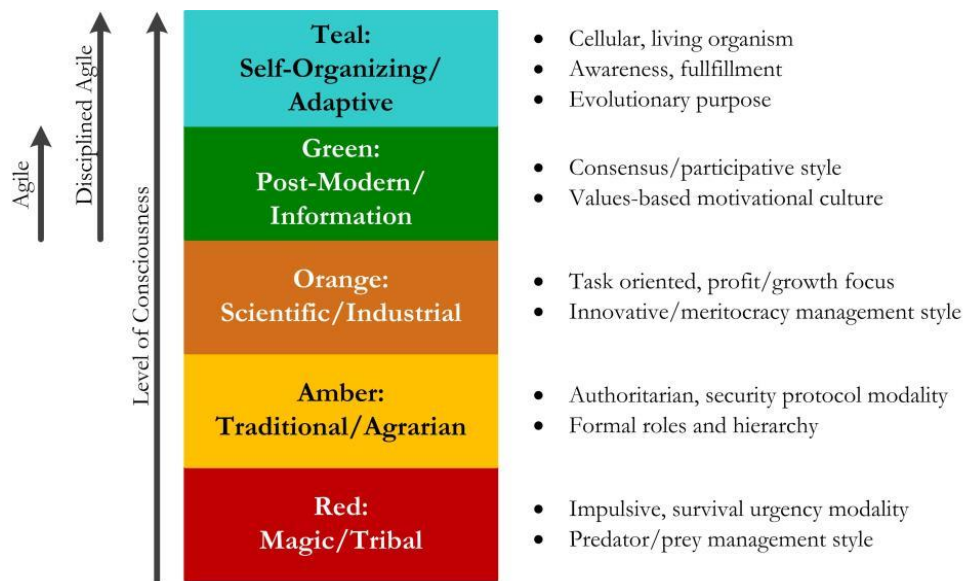 Agile
Disciplined Agile
Level of Consciousness
Teal:
Self-Organizing/
Adaptive
• Cellular, living organism
• Awareness, fullfillment
• Evolutionary purpose
Green:
Post-Modern/
Information
• Consensus/participative style
• Values-based motivational culture
Orange:
Scientific/Industrial
• Task oriented, profit/growth focus
• Innovative/meritocracy management style
Amber:
Traditional/Agrarian
• Authoritarian, security protocol modality
• Formal roles and hierarchy
Red:
Magic/Tribal
• Impulsive, survival urgency modality
• Predator/prey management style